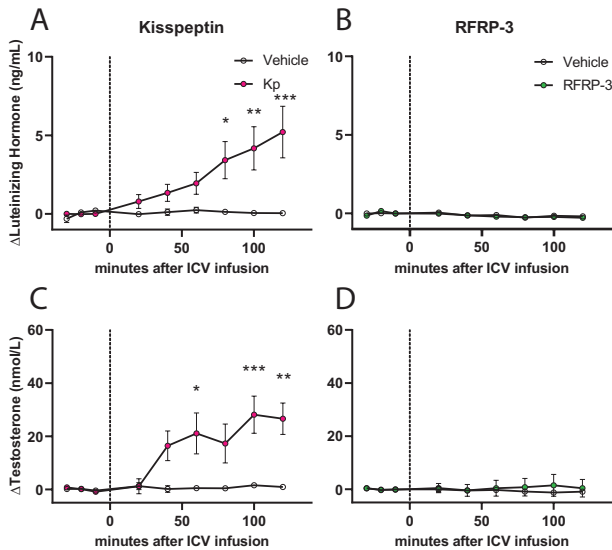 A
Kisspeptin
B
RFRP-3
ΔLuteinizing Hormone (ng/mL)
10
5
0
Vehicle
Kp
*
**
***
0
50
100
minutes after ICV infusion
10
5
0
Vehicle
RFRP-3
0
50
100
minutes after ICV infusion
C
D
ΔTestosterone (nmol/L)
60
40
20
0
*
***
**
0
50
100
minutes after ICV infusion
60
40
20
0
0
50
100
minutes after ICV infusion